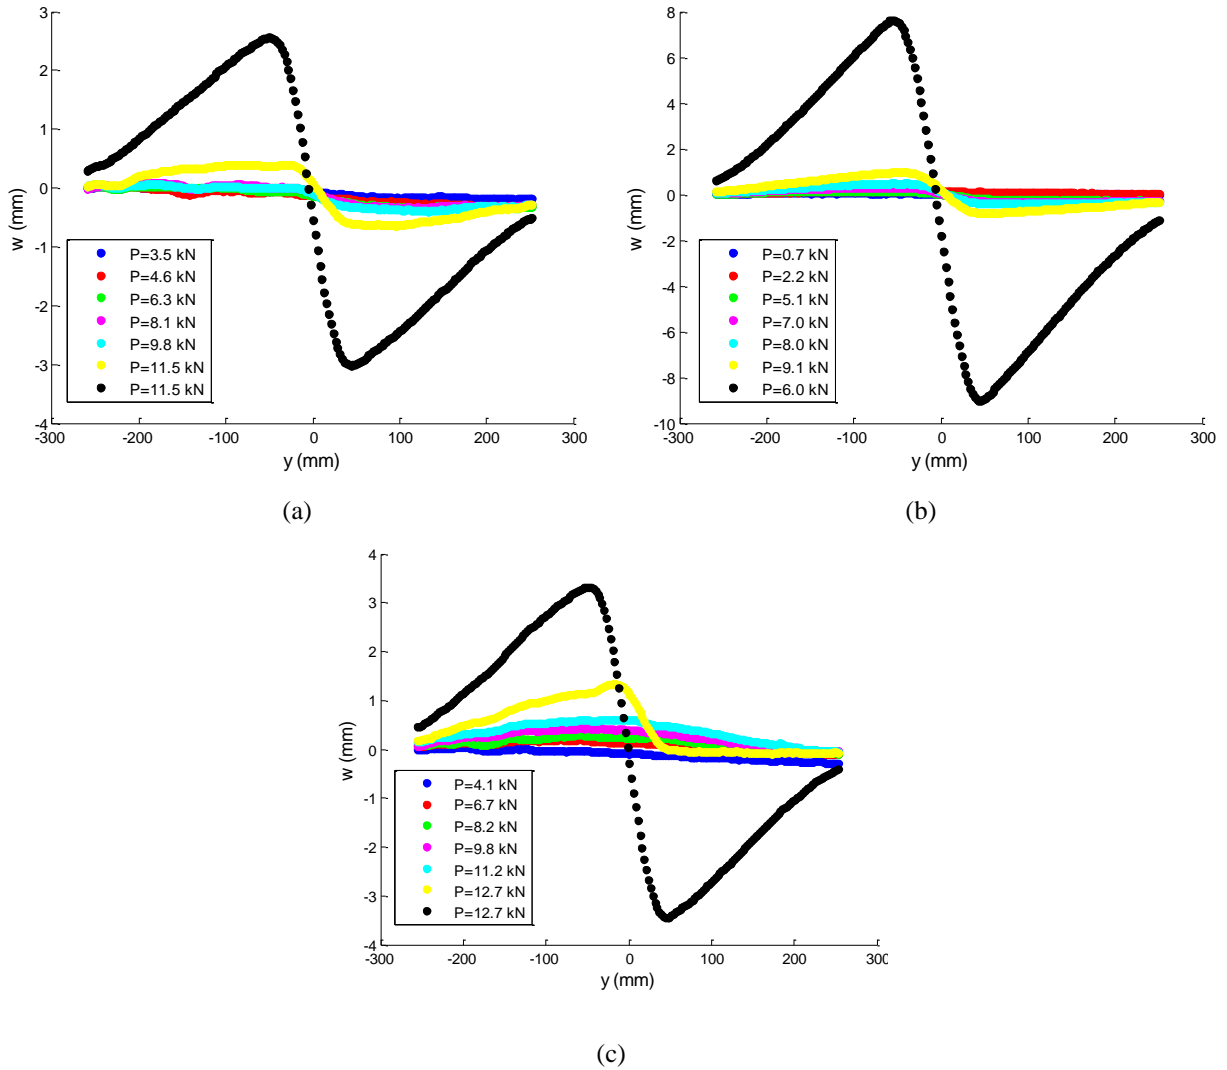 3
2
1
0
-1
-2
-3
-4
w (mm)
P=3.5 kN
P=4.6 kN
P=6.3 kN
P=8.1 kN
P=9.8 kN
P=11.5 kN
P=11.5 kN
-300 -200 -100 0 100 200 300
y (mm)
(a)
8
6
4
2
0
-2
-4
-6
-8
-10
w (mm)
P=0.7 kN
P=2.2 kN
P=5.1 kN
P=7.0 kN
P=8.0 kN
P=9.1 kN
P=6.0 kN
-300 -200 -100 0 100 200 300
y (mm)
(b)
4
3
2
1
0
-1
-2
-3
-4
w (mm)
P=4.1 kN
P=6.7 kN
P=8.2 kN
P=9.8 kN
P=11.2 kN
P=12.7 kN
P=12.7 kN
-300 -200 -100 0 100 200 300
y (mm)
(c)